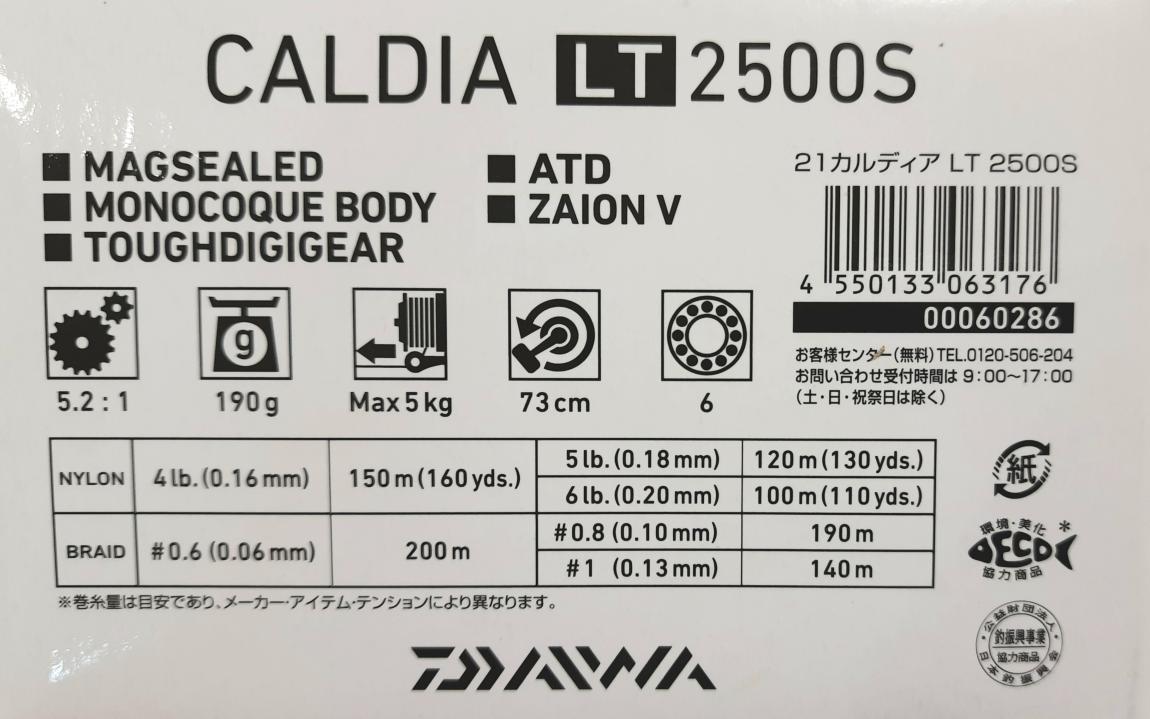 CALDIA LT 2500S
■ MAGSEALED
■ MONOCOQUE BODY
■ TOUGHDIGIGEAR
■ ATD
■ ZAION V
21カルディア LT 2500S
4 550133 063176
00060286
お客様センター(無料)TEL.0120-506-204
お問い合わせ受付時間は 9:00〜17:00
(土・日・祝祭日は除く)
g
5.2 : 1
190g
Max 5 kg
73 cm
6
NYLON 4 lb. (0.16 mm) 150 m (160 yds.)
5 lb. (0.18 mm) 120 m (130 yds.)
6 lb. (0.20 mm) 100 m (110 yds.)
BRAID #0.6 (0.06 mm) 200 m
#0.8 (0.10 mm) 190 m
#1 (0.13 mm) 140 m
※巻糸量は目安であり、メーカー・アイテム・テンションにより異なります。
紙
環境・美化*
ECO
協力商品
公益財団法人
釣振興事業
協力商品
日本釣振興会
DAIWA